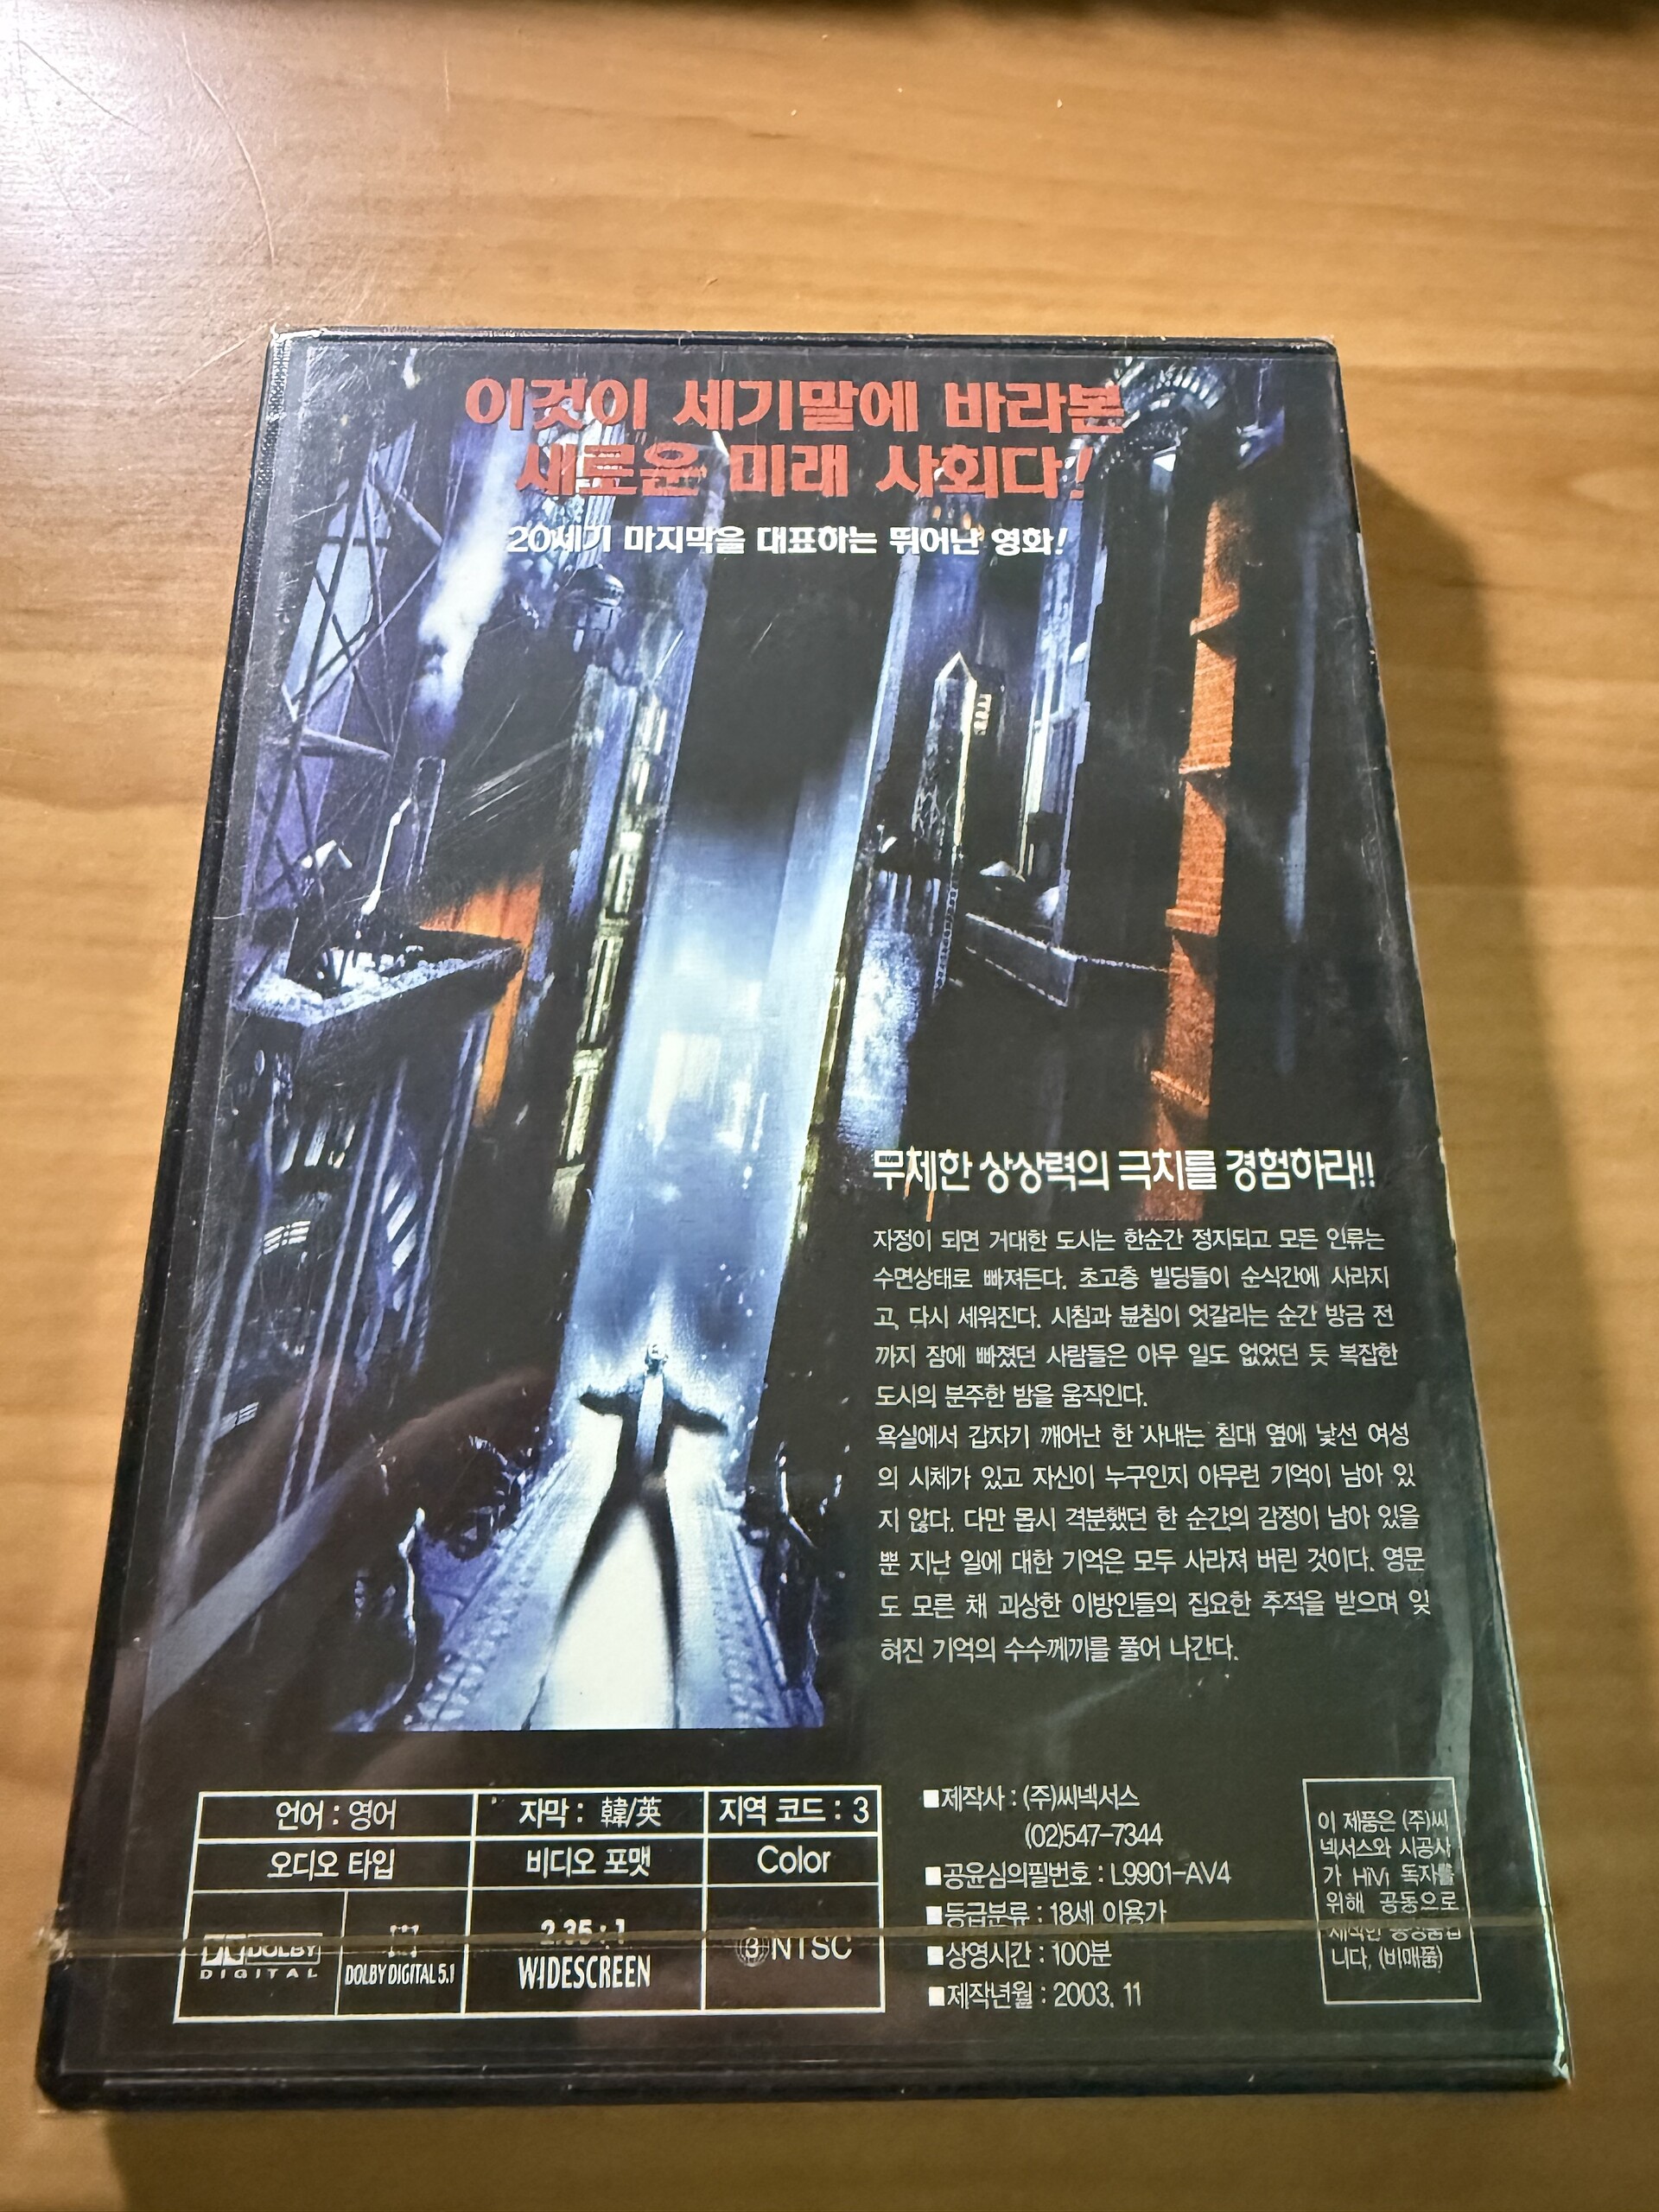 이것이 세기말에 바라본
새로운 미래 사회다!
20세기 마지막을 대표하는 뛰어난 영화!
무제한 상상력의 극치를 경험하라!!
자정이 되면 거대한 도시는 한순간 정지되고 모든 인류는
수면상태로 빠져든다. 초고층 빌딩들이 순식간에 사라지
고, 다시 세워진다. 시침과 분침이 엇갈리는 순간 방금 전
까지 잠에 빠졌던 사람들은 아무 일도 없었던 듯 복잡한
도시의 분주한 밤을 움직인다.
욕실에서 갑자기 깨어난 한 사내는 침대 옆에 낯선 여성
의 시체가 있고 자신이 누구인지 아무런 기억이 남아 있
지 않다. 다만 몹시 격분했던 한 순간의 감정이 남아 있을
뿐 지난 일에 대한 기억은 모두 사라져 버린 것이다. 영문
도 모른 채 괴상한 이방인들의 집요한 추적을 받으며 잊
혀진 기억의 수수께끼를 풀어 나간다.
언어 : 영어 자막 : 韓/英 지역 코드 : 3
오디오 타입 비디오 포맷 Color
DOLBY DIGITAL
DOLBY DIGITAL 5.1
2.35 : 1
WIDESCREEN
3 NTSC
■제작사 : (주)씨넥서스
(02)547-7344
■공윤심의필번호 : L9901-AV4
■등급분류 : 18세 이용가
■상영시간 : 100분
■제작년월 : 2003. 11
이 제품은 (주)씨
넥서스와 시공사
가 HiVi 독자를
위해 공동으로
제작한 증정품입
니다. (비매품)